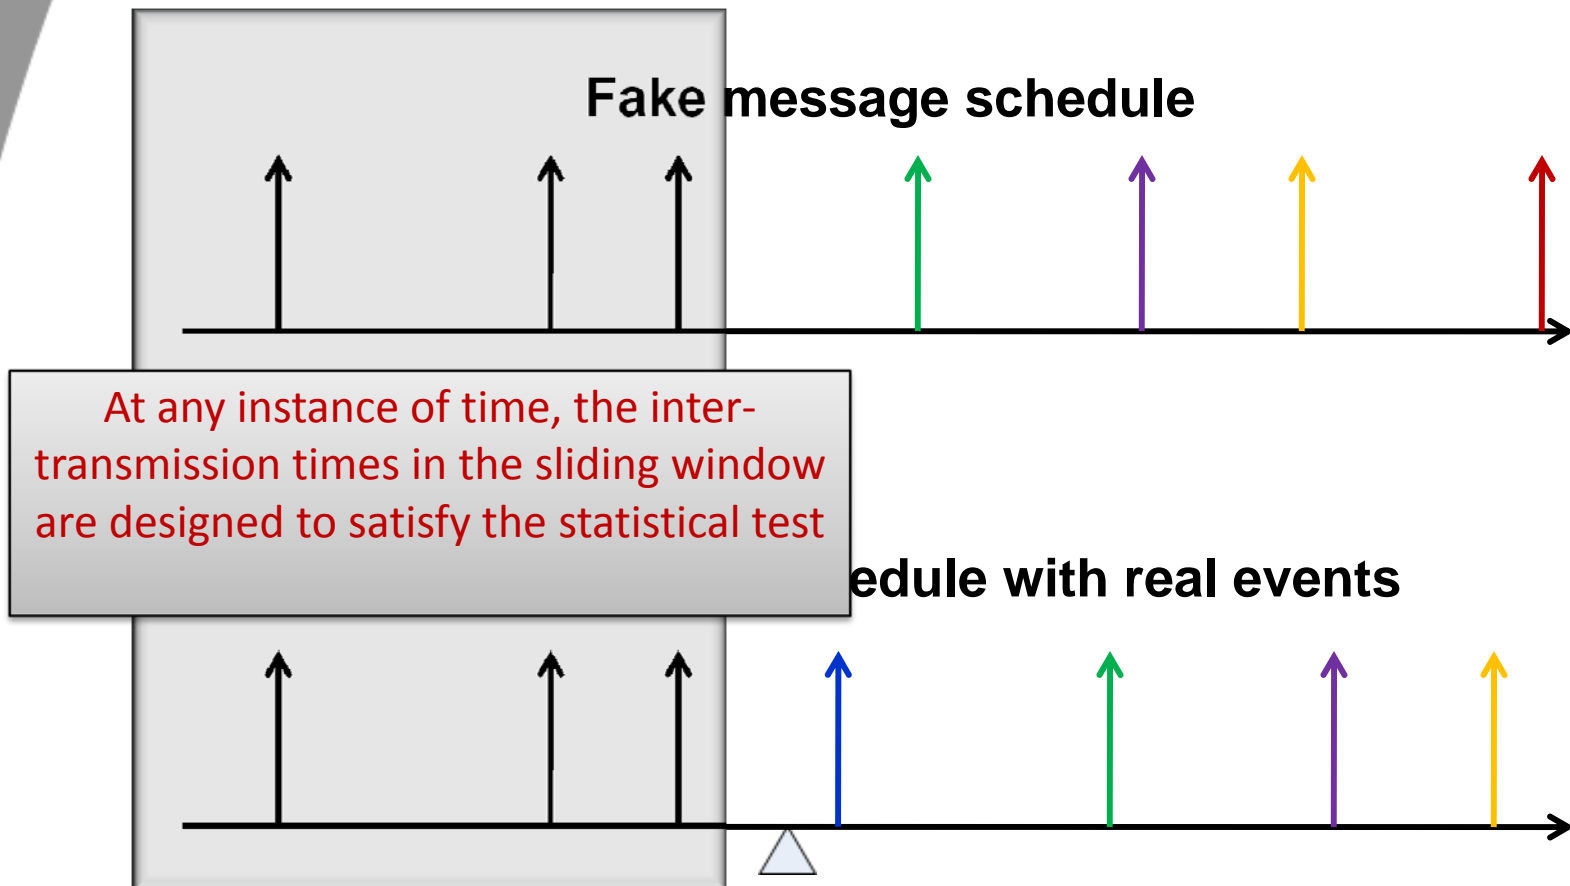 Fake message schedule
At any instance of time, the inter-
transmission times in the sliding window
are designed to satisfy the statistical test
edule with real events